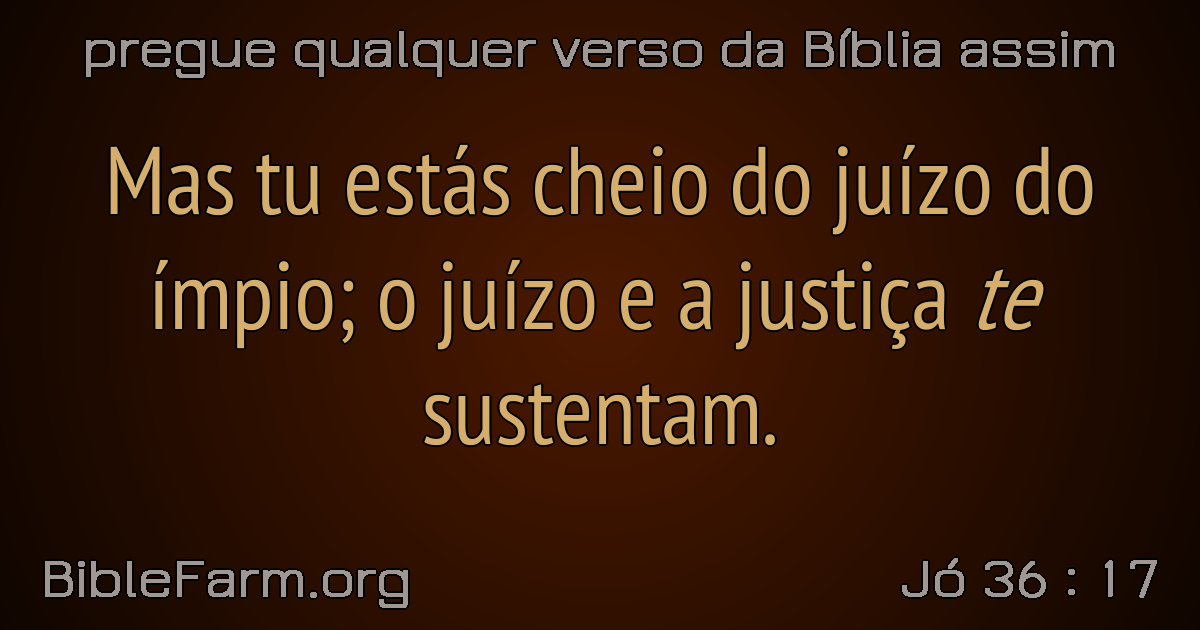 pregue qualquer verso da Bíblia assim
Mas tu estás cheio do juízo do
ímpio; o juízo e a justiça te
sustentam.
BibleFarm.org
Jó 36 : 17